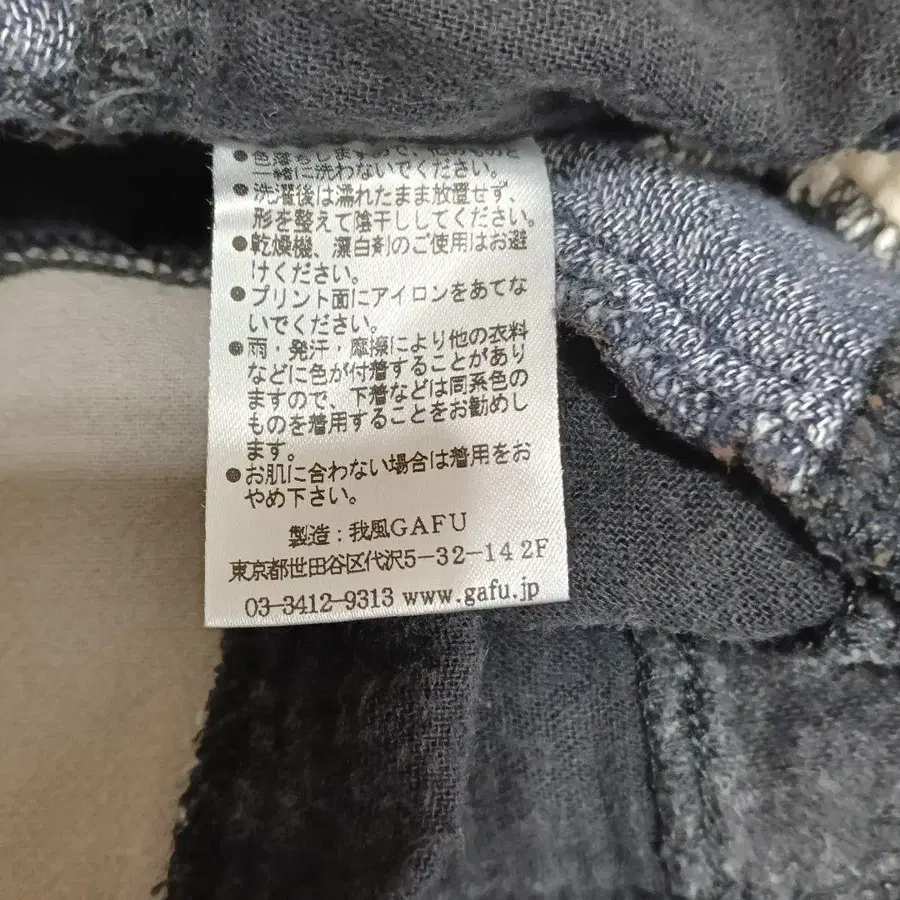 一緒に洗わないでください。
●洗濯後は濡れたまま放置せず、
形を整えて陰干ししてください。
●乾燥機、漂白剤のご使用はお避
けください。
●プリント面にアイロンをあてな
いでください。
●雨・発汗・摩擦により他の衣料
などに色が付着することがあり
ますので、下着などは同系色の
ものを着用することをお勧めし
ます。
●お肌に合わない場合は着用をお
やめ下さい。
製造：我風GAFU
東京都世田谷区代沢5-32-14 2F
03-3412-9313 www.gafu.jp